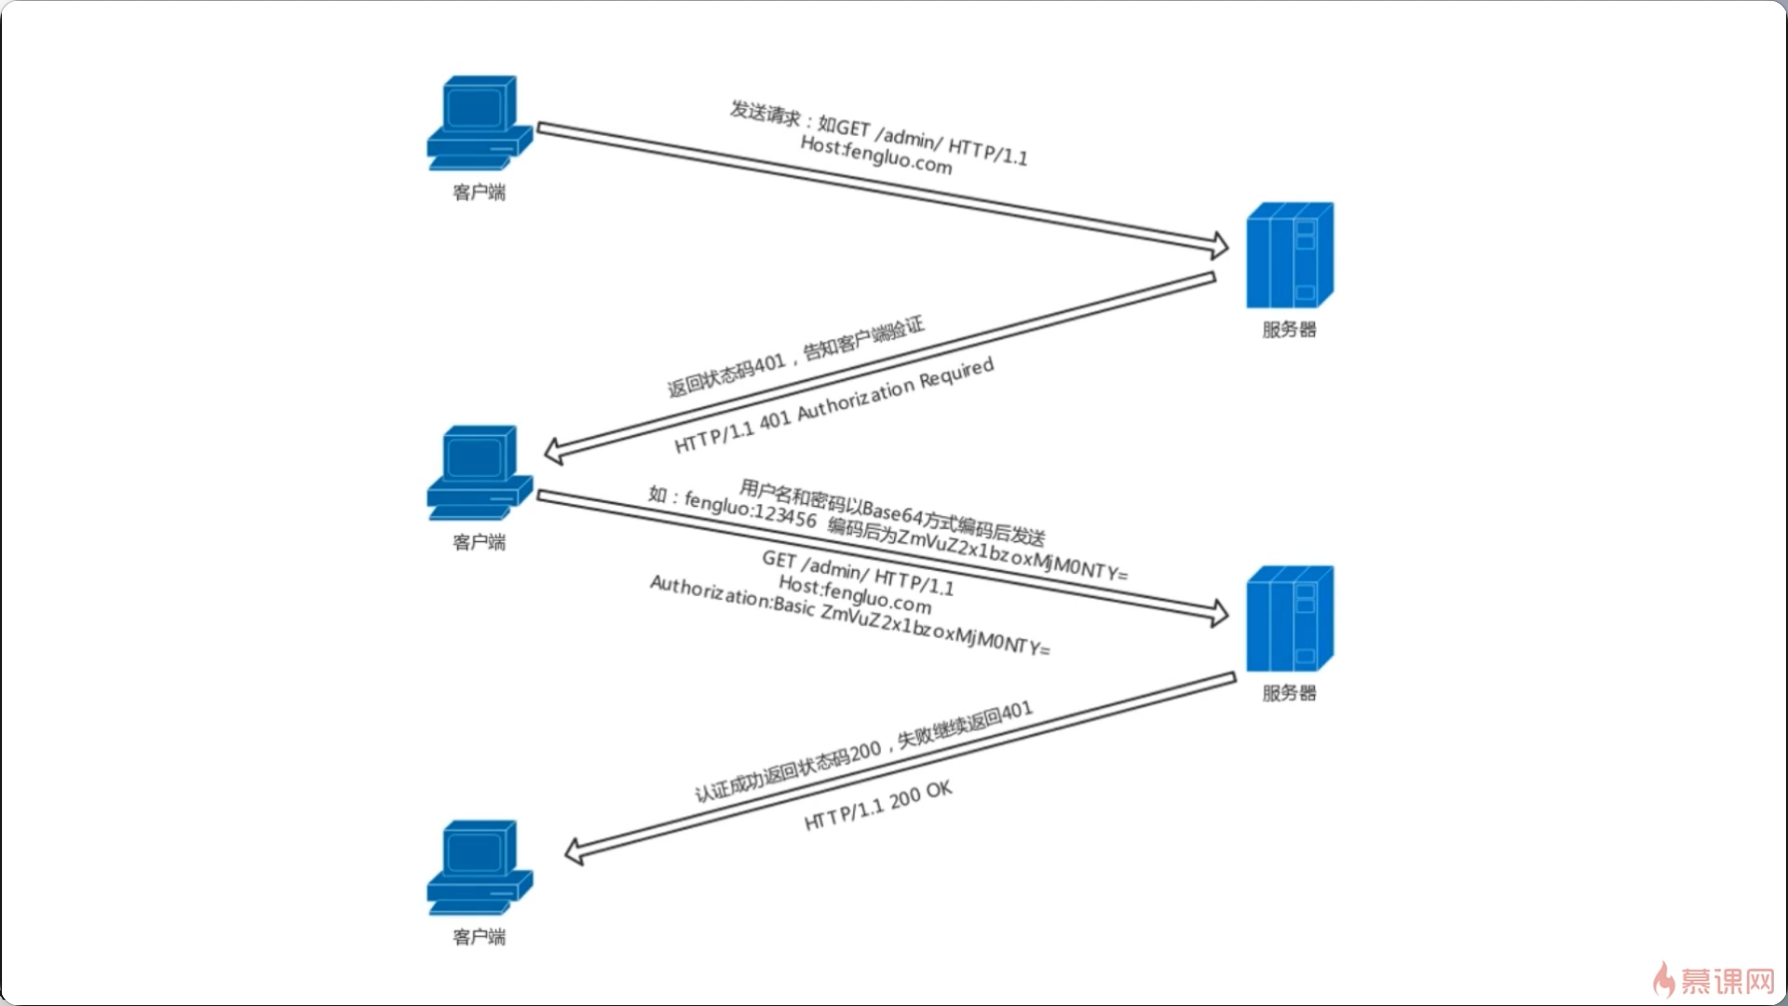 发送请求：如GET /admin/ HTTP/1.1
Host:fengluo.com
客户端
服务器
返回状态码401，告知客户端验证
HTTP/1.1 401 Authorization Required
用户名和密码以Base64方式编码后发送
如：fengluo:123456 编码后为ZmVuZ2x1bzoxMjM0NTY=
客户端
GET /admin/ HTTP/1.1
Host:fengluo.com
Authorization:Basic ZmVuZ2x1bzoxMjM0NTY=
服务器
认证成功返回状态码200，失败继续返回401
HTTP/1.1 200 OK
客户端
慕课网